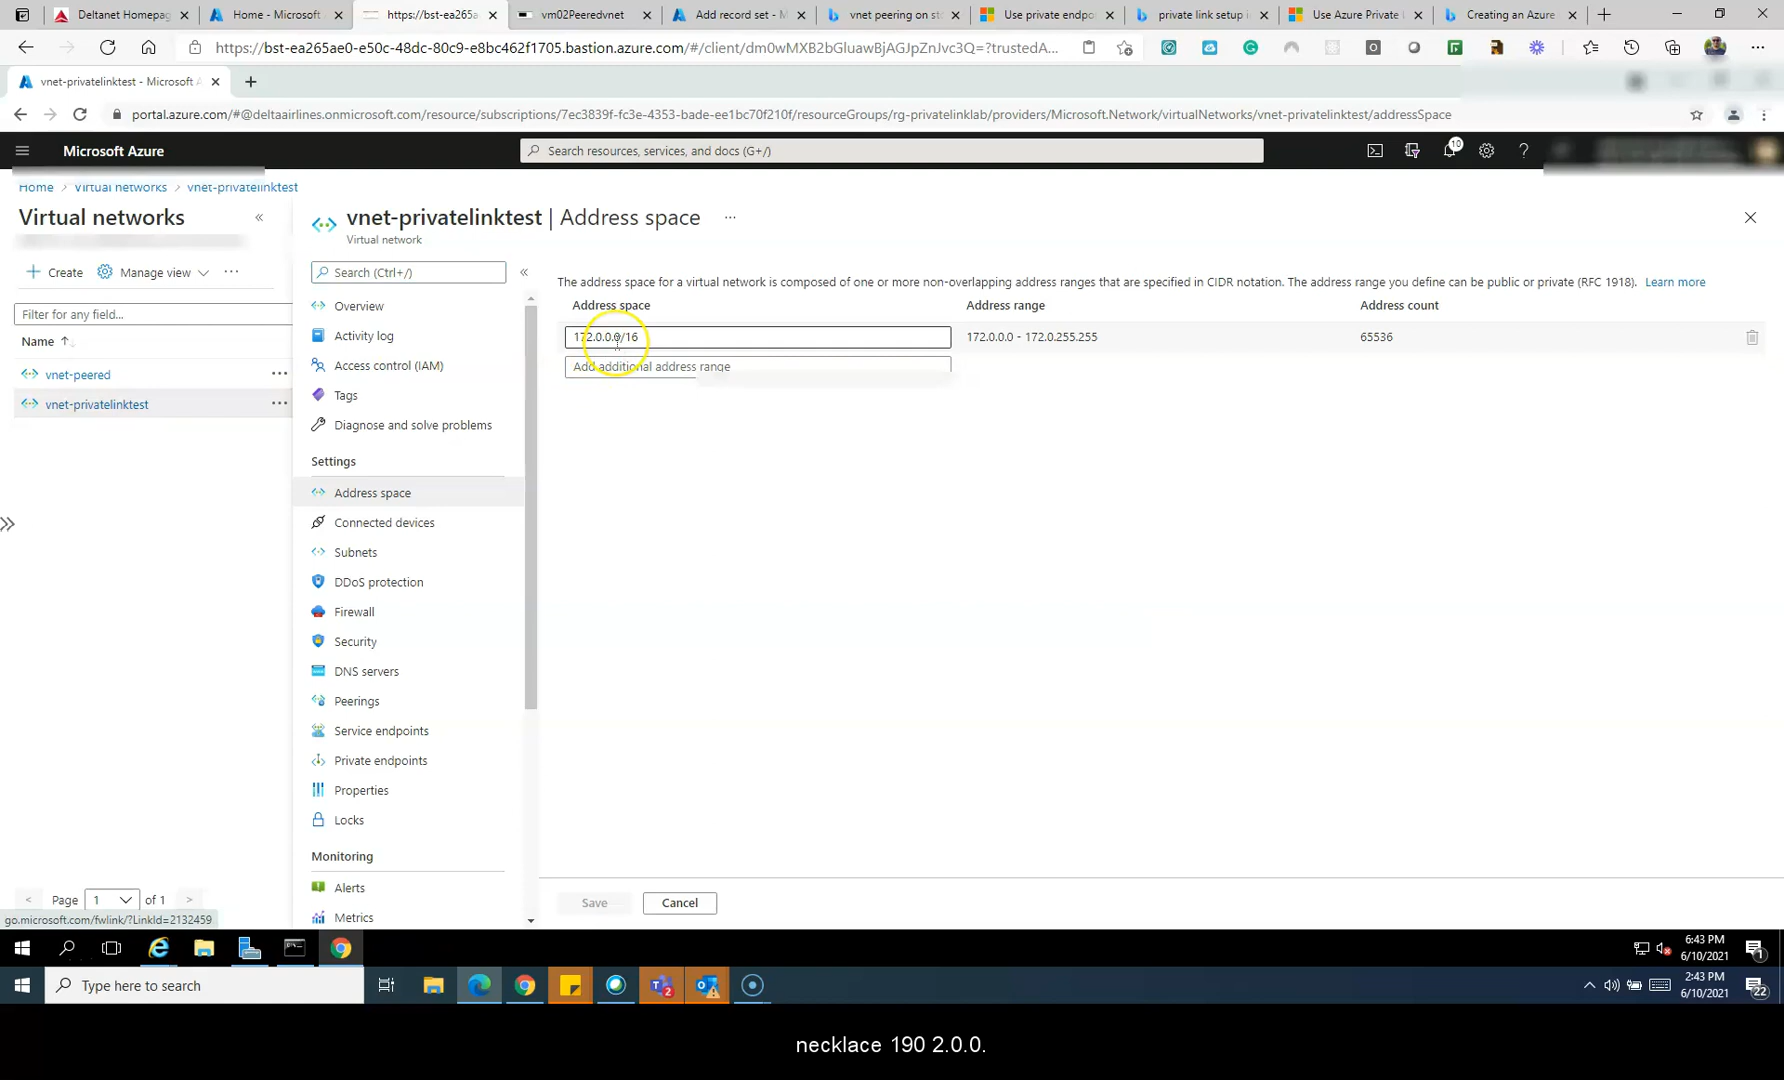 Deltanet Homepag
Home - Microsoft
https://bst-ea265a
vm02Peeredvnet
Add record set - M
vnet peering on st
Use private endpo
private link setup i
Use Azure Private
Creating an Azure
https://bst-ea265ae0-e50c-48dc-80c9-e8bc462f1705.bastion.azure.com/#/client/dm0wMXB2bGluawBjAGJpZnJvc3Q=?trustedA...
vnet-privatelinktest - Microsoft A
portal.azure.com/#@deltaairlines.onmicrosoft.com/resource/subscriptions/7ec3839f-fc3e-4353-bade-ee1bc70f210f/resourceGroups/rg-privatelinklab/providers/Microsoft.Network/virtualNetworks/vnet-privatelinktest/addressSpace
Microsoft Azure
Search resources, services, and docs (G+/)
10
Home > Virtual networks > vnet-privatelinktest
Virtual networks
vnet-privatelinktest | Address space
Virtual network
Create
Manage view
Search (Ctrl+/)
The address space for a virtual network is composed of one or more non-overlapping address ranges that are specified in CIDR notation. The address range you define can be public or private (RFC 1918). Learn more
Filter for any field...
Name
vnet-peered
vnet-privatelinktest
Overview
Activity log
Access control (IAM)
Tags
Diagnose and solve problems
Settings
Address space
Connected devices
Subnets
DDoS protection
Firewall
Security
DNS servers
Peerings
Service endpoints
Private endpoints
Properties
Locks
Monitoring
Alerts
Metrics
Address space
Address range
Address count
172.0.0.0/16
172.0.0.0 - 172.0.255.255
65536
Add additional address range
Page 1 of 1
Save
Cancel
go.microsoft.com/fwlink/?LinkId=2132459
6:43 PM
6/10/2021
1
Type here to search
2
2:43 PM
6/10/2021
22
necklace 190 2.0.0.